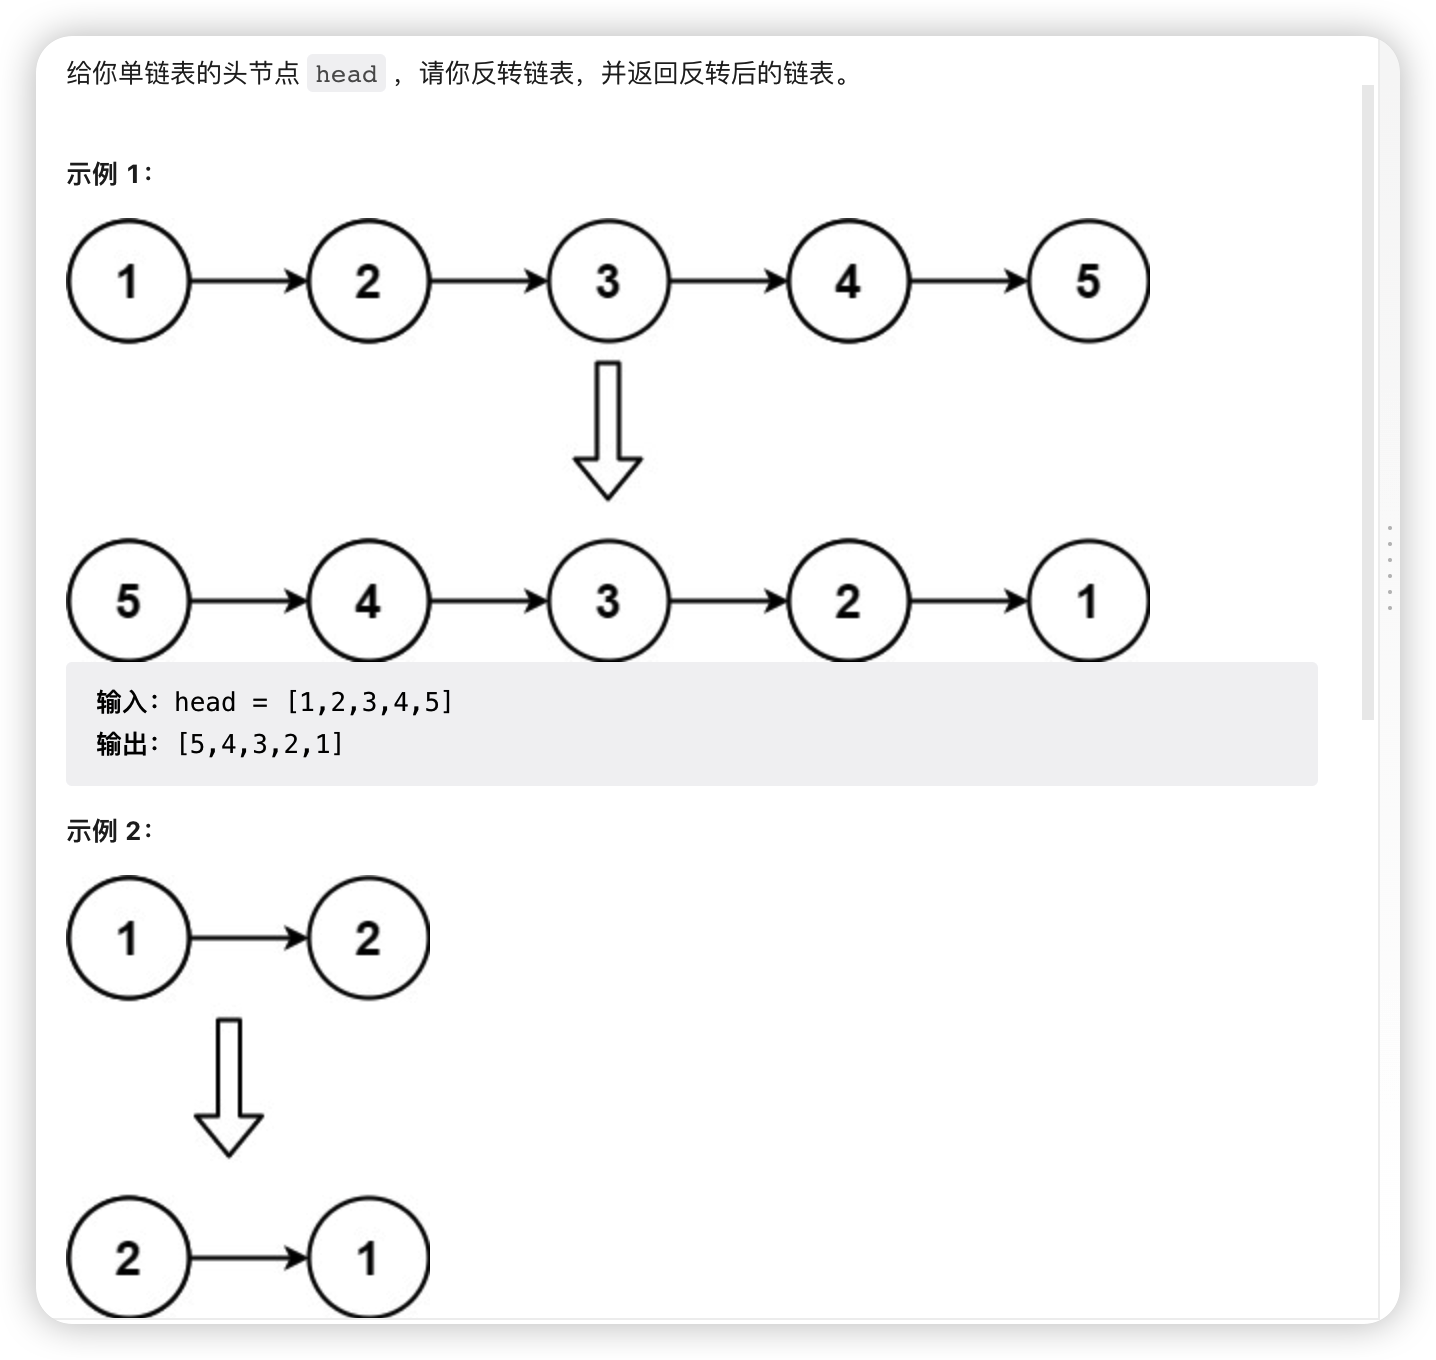 给你单链表的头节点 head ，请你反转链表，并返回反转后的链表。
示例 1：
1 2 3 4 5
5 4 3 2 1
输入：head = [1,2,3,4,5]
输出：[5,4,3,2,1]
示例 2：
1 2
2 1